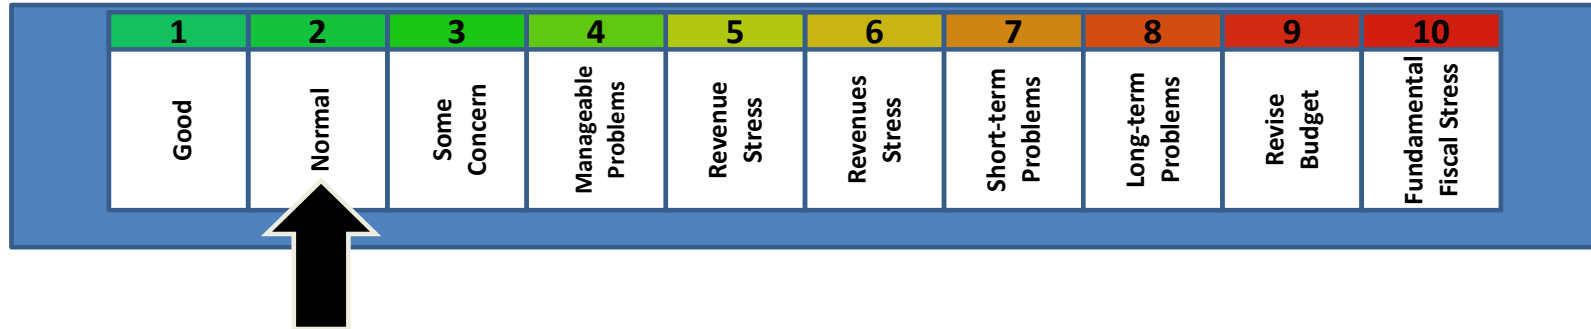 1 2 3 4 5 6 7 8 9 10
Good
Normal
Some
Concern
Manageable
Problems
Revenue
Stress
Revenues
Stress
Short-term
Problems
Long-term
Problems
Revise
Budget
Fundamental
Fiscal Stress